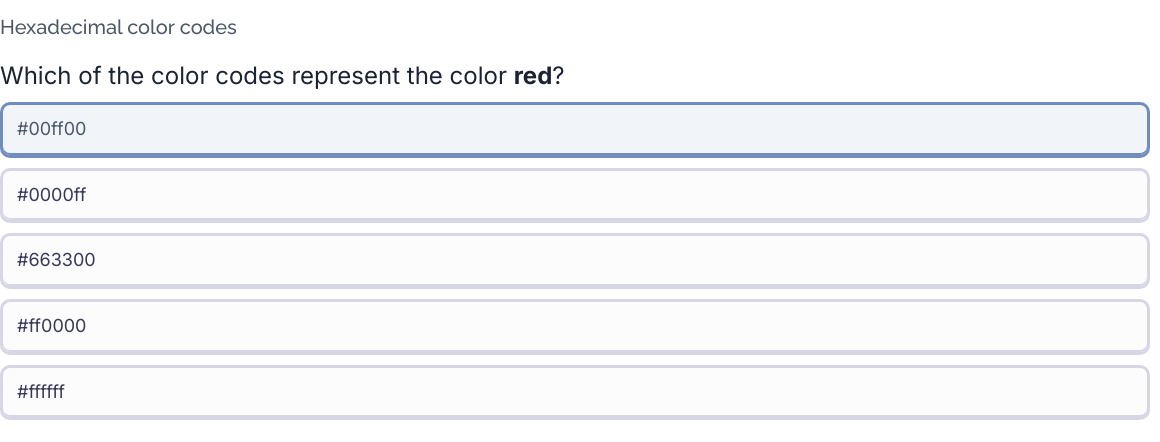 Hexadecimal color codes
Which of the color codes represent the color red?
#00ff00
#0000ff
#663300
#ff0000
#ffffff